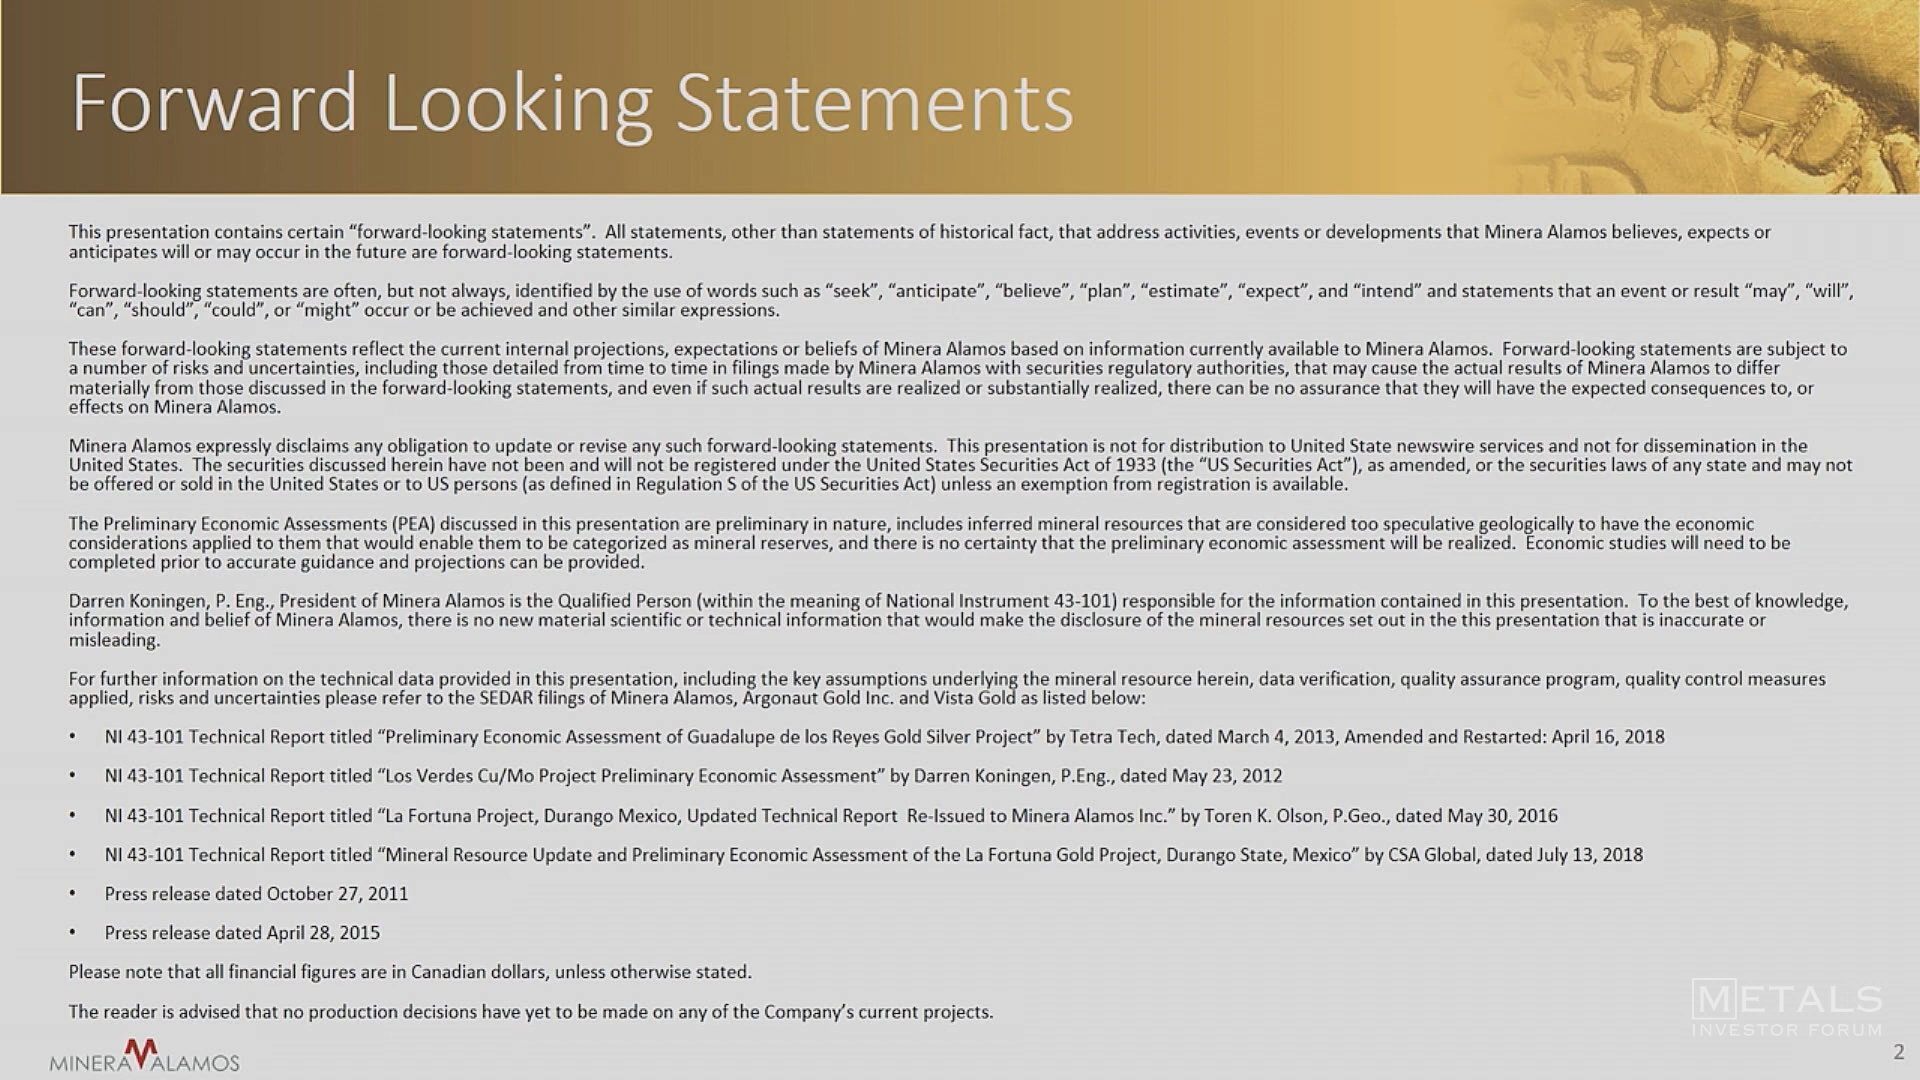 Forward Looking Statements
GOLD
This presentation contains certain “forward-looking statements”.  All statements, other than statements of historical fact, that address activities, events or developments that Minera Alamos believes, expects or
anticipates will or may occur in the future are forward-looking statements.
Forward-looking statements are often, but not always, identified by the use of words such as “seek”, “anticipate”, “believe”, “plan”, “estimate”, “expect”, and “intend” and statements that an event or result “may”, “will”,
“can”, “should”, “could”, or “might” occur or be achieved and other similar expressions.
These forward-looking statements reflect the current internal projections, expectations or beliefs of Minera Alamos based on information currently available to Minera Alamos.  Forward-looking statements are subject to
a number of risks and uncertainties, including those detailed from time to time in filings made by Minera Alamos with securities regulatory authorities, that may cause the actual results of Minera Alamos to differ
materially from those discussed in the forward-looking statements, and even if such actual results are realized or substantially realized, there can be no assurance that they will have the expected consequences to, or
effects on Minera Alamos.
Minera Alamos expressly disclaims any obligation to update or revise any such forward-looking statements.  This presentation is not for distribution to United State newswire services and not for dissemination in the
United States.  The securities discussed herein have not been and will not be registered under the United States Securities Act of 1933 (the “US Securities Act”), as amended, or the securities laws of any state and may not
be offered or sold in the United States or to US persons (as defined in Regulation S of the US Securities Act) unless an exemption from registration is available.
The Preliminary Economic Assessments (PEA) discussed in this presentation are preliminary in nature, includes inferred mineral resources that are considered too speculative geologically to have the economic
considerations applied to them that would enable them to be categorized as mineral reserves, and there is no certainty that the preliminary economic assessment will be realized.  Economic studies will need to be
completed prior to accurate guidance and projections can be provided.
Darren Koningen, P. Eng., President of Minera Alamos is the Qualified Person (within the meaning of National Instrument 43-101) responsible for the information contained in this presentation.  To the best of knowledge,
information and belief of Minera Alamos, there is no new material scientific or technical information that would make the disclosure of the mineral resources set out in the this presentation that is inaccurate or
misleading.
For further information on the technical data provided in this presentation, including the key assumptions underlying the mineral resource herein, data verification, quality assurance program, quality control measures
applied, risks and uncertainties please refer to the SEDAR filings of Minera Alamos, Argonaut Gold Inc. and Vista Gold as listed below:
• NI 43-101 Technical Report titled “Preliminary Economic Assessment of Guadalupe de los Reyes Gold Silver Project” by Tetra Tech, dated March 4, 2013, Amended and Restarted: April 16, 2018
• NI 43-101 Technical Report titled “Los Verdes Cu/Mo Project Preliminary Economic Assessment” by Darren Koningen, P.Eng., dated May 23, 2012
• NI 43-101 Technical Report titled “La Fortuna Project, Durango Mexico, Updated Technical Report  Re-Issued to Minera Alamos Inc.” by Toren K. Olson, P.Geo., dated May 30, 2016
• NI 43-101 Technical Report titled “Mineral Resource Update and Preliminary Economic Assessment of the La Fortuna Gold Project, Durango State, Mexico” by CSA Global, dated July 13, 2018
• Press release dated October 27, 2011
• Press release dated April 28, 2015
Please note that all financial figures are in Canadian dollars, unless otherwise stated.
The reader is advised that no production decisions have yet to be made on any of the Company’s current projects.
METALS
INVESTOR FORUM
MINERA ALAMOS
2